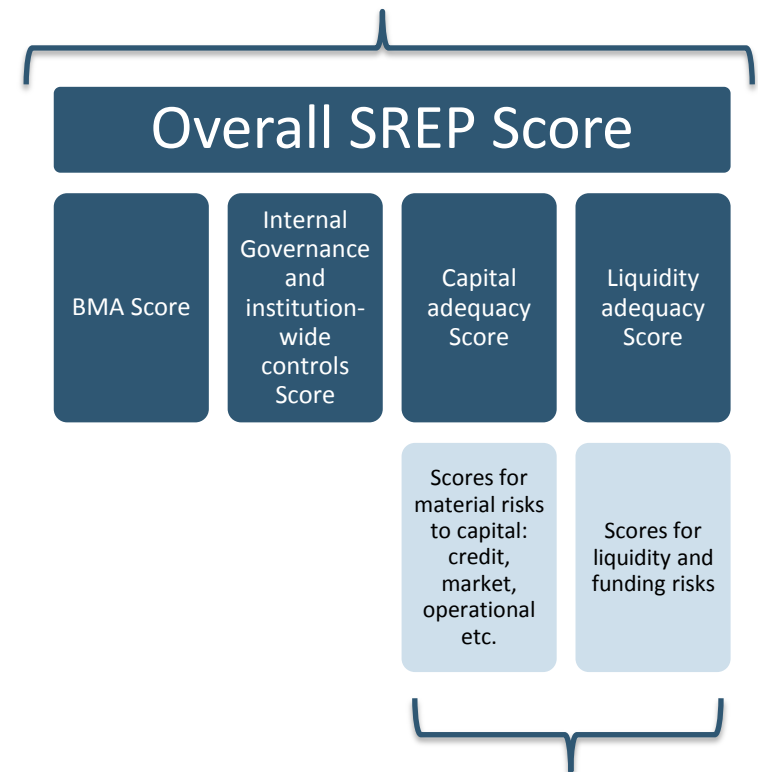 Overall SREP Score
BMA Score
Internal
Governance
and
institution-
wide
controls
Score
Capital
adequacy
Score
Liquidity
adequacy
Score
Scores for
material risks
to capital:
credit,
market,
operational
etc.
Scores for
liquidity and
funding risks